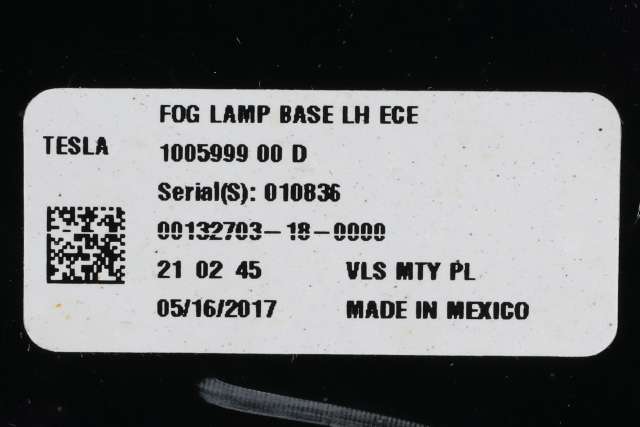 FOG LAMP BASE LH ECE
TESLA
1005999 00 D
Serial(S): 010836
00132703-18-0000
21 02 45 VLS MTY PL
05/16/2017 MADE IN MEXICO